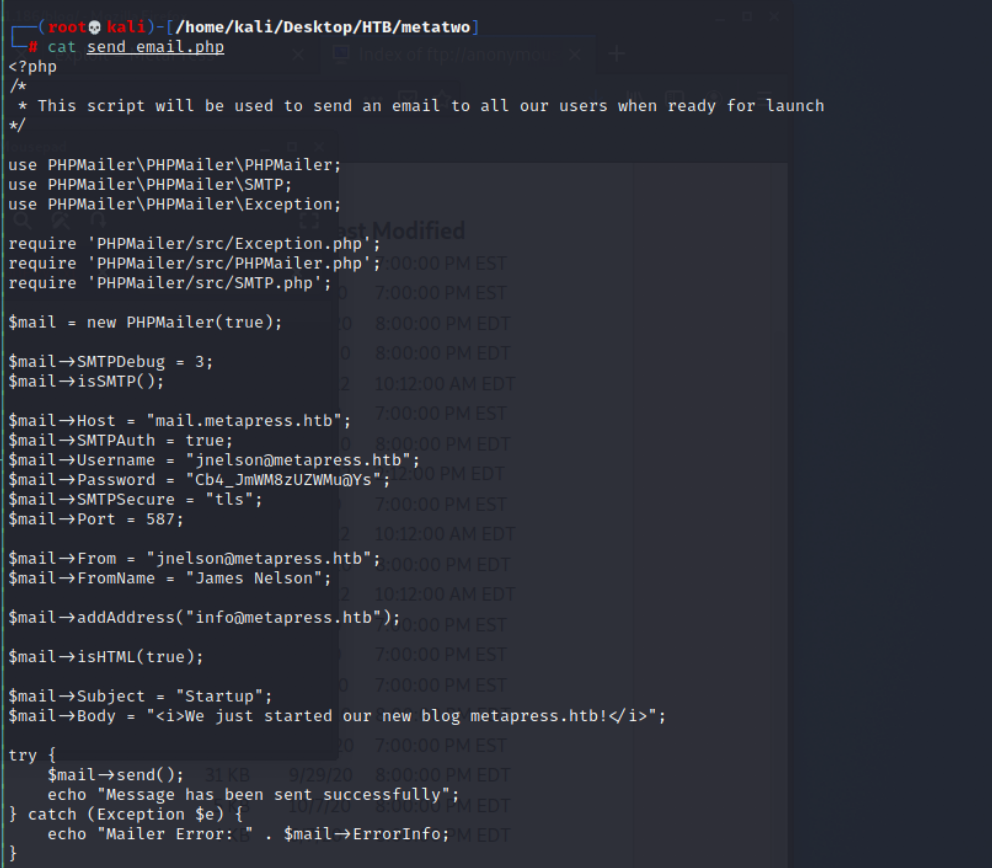 ┌──(root💀kali)-[/home/kali/Desktop/HTB/metatwo]
└─# cat send_email.php
<?php
/*
 * This script will be used to send an email to all our users when ready for launch
*/

use PHPMailer\PHPMailer\PHPMailer;
use PHPMailer\PHPMailer\SMTP;
use PHPMailer\PHPMailer\Exception;

require 'PHPMailer/src/Exception.php';
require 'PHPMailer/src/PHPMailer.php';
require 'PHPMailer/src/SMTP.php';

$mail = new PHPMailer(true);

$mail->SMTPDebug = 3;
$mail->isSMTP();

$mail->Host = "mail.metapress.htb";
$mail->SMTPAuth = true;
$mail->Username = "jnelson@metapress.htb";
$mail->Password = "Cb4_JmWM8zUZWMu@Ys";
$mail->SMTPSecure = "tls";
$mail->Port = 587;

$mail->From = "jnelson@metapress.htb";
$mail->FromName = "James Nelson";

$mail->addAddress("info@metapress.htb");

$mail->isHTML(true);

$mail->Subject = "Startup";
$mail->Body = "<i>We just started our new blog metapress.htb!</i>";

try {
    $mail->send();
    echo "Message has been sent successfully";
} catch (Exception $e) {
    echo "Mailer Error: " . $mail->ErrorInfo;
}
Index of ftp://anonymo
st Modified
7:00:00 PM EST
7:00:00 PM EST
8:00:00 PM EDT
8:00:00 PM EDT
10:12:00 AM EDT
7:00:00 PM EST
8:00:00 PM EDT
7:00:00 PM EST
10:12:00 AM EDT
8:00:00 PM EDT
10:12:00 AM EDT
7:00:00 PM EST
7:00:00 PM EST
7:00:00 PM EST
7:00:00 PM EST
31 KB 9/29/20 8:00:00 PM EDT
10/7/20 8:00:00 PM EDT